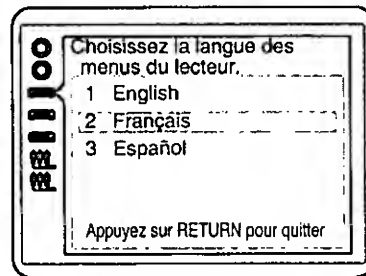 Choisissez la langue des
menus du lecteur.
1 English
2 Français
3 Español
Appuyez sur RETURN pour quitter